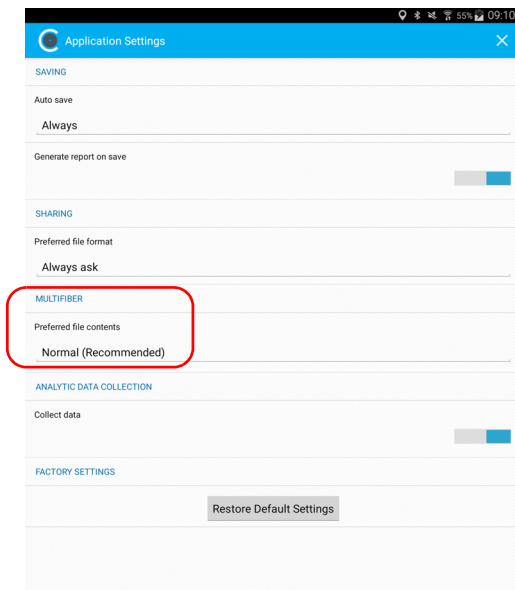 55% 09:10
Application Settings
SAVING
Auto save
Always
Generate report on save
SHARING
Preferred file format
Always ask
MULTIFIBER
Preferred file contents
Normal (Recommended)
ANALYTIC DATA COLLECTION
Collect data
FACTORY SETTINGS
Restore Default Settings